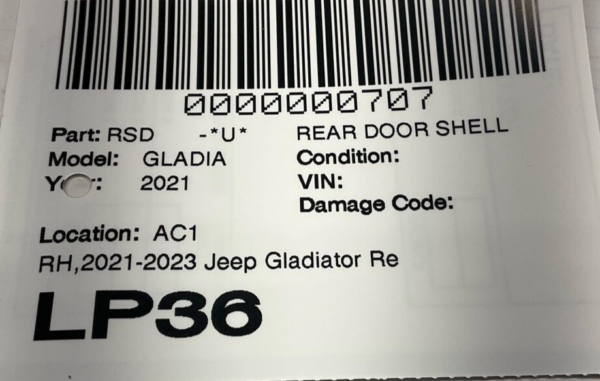 0000000707
Part: RSD -*U* REAR DOOR SHELL
Model: GLADIA Condition:
2021 VIN:
Damage Code:
Location: AC1
RH,2021-2023 Jeep Gladiator Re
LP36